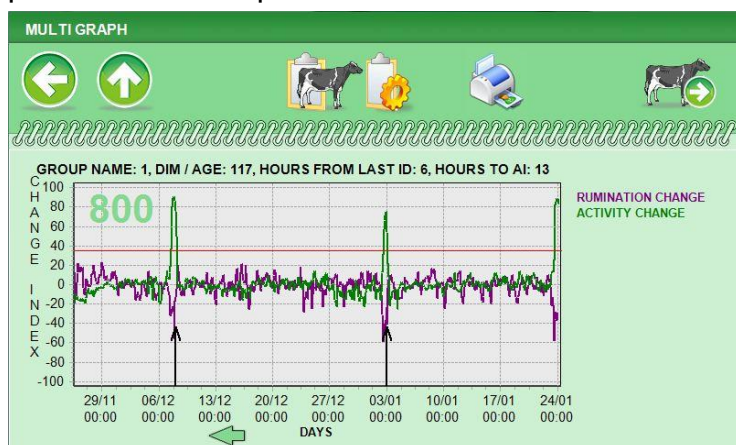 MULTI GRAPH
GROUP NAME: 1, DIM / AGE: 117, HOURS FROM LAST ID: 6, HOURS TO AI: 13
CHANGE INDEX
100
80
60
40
20
0
-20
-40
-60
-80
-100
800
RUMINATION CHANGE
ACTIVITY CHANGE
29/11 06/12 13/12 20/12 27/12 03/01 10/01 17/01 24/01
00:00 00:00 00:00 00:00 00:00 00:00 00:00 00:00 00:00
DAYS